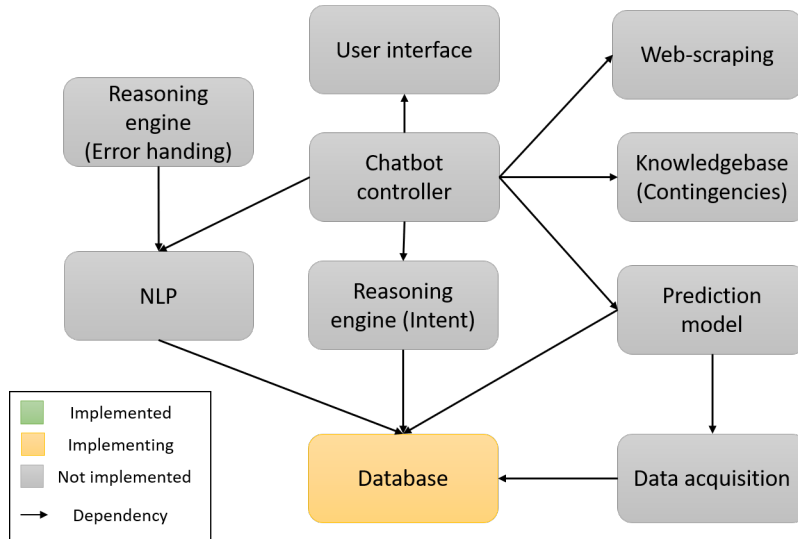 User interface
Web-scraping
Reasoning
engine
(Error handing)
Chatbot
controller
Knowledgebase
(Contingencies)
NLP
Reasoning
engine (Intent)
Prediction
model
Implemented
Implementing
Not implemented
Dependency
Database
Data acquisition